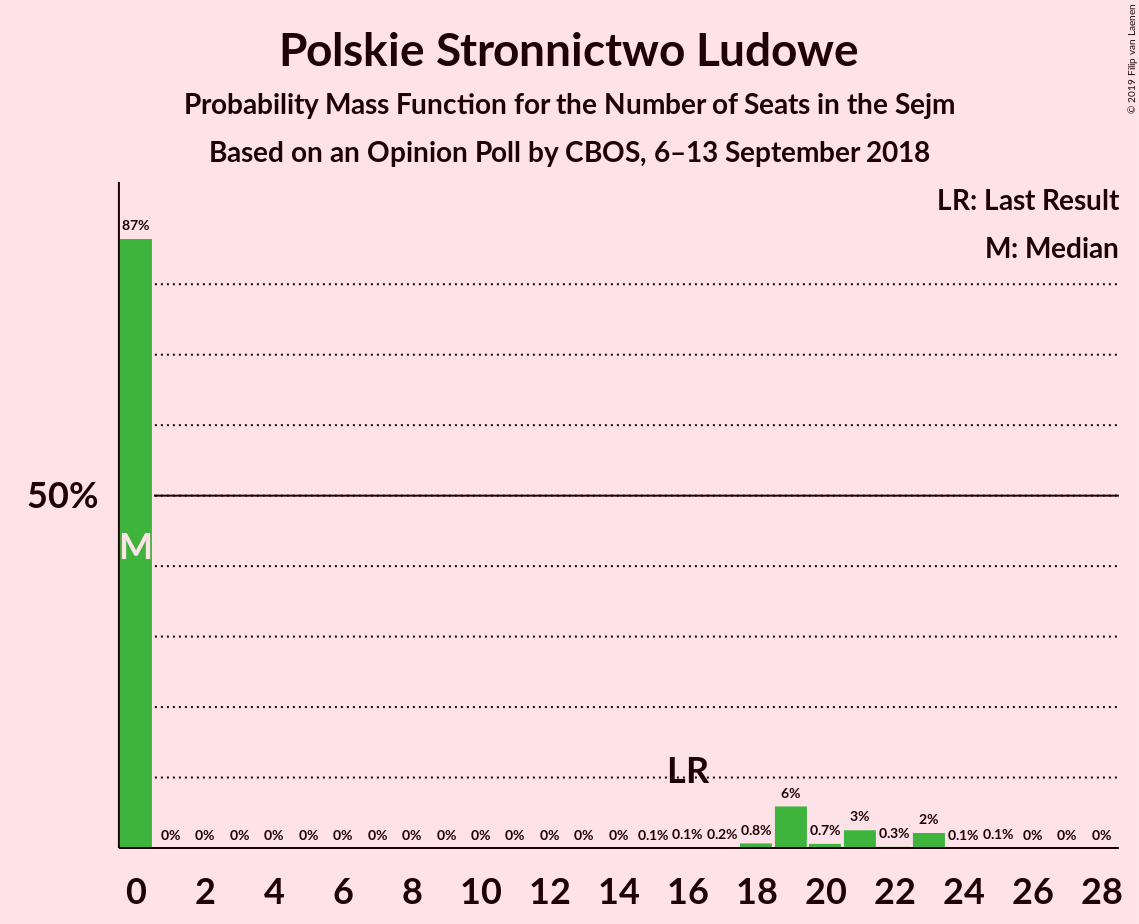 Polskie Stronnictwo Ludowe
Probability Mass Function for the Number of Seats in the Sejm
Based on an Opinion Poll by CBOS, 6–13 September 2018
© 2019 Filip van Laenen
LR: Last Result
M: Median
87%
50%
M
LR
0% 0% 0% 0% 0% 0% 0% 0% 0% 0% 0% 0% 0% 0% 0.1% 0.1% 0.2% 0.8% 6% 0.7% 3% 0.3% 2% 0.1% 0.1% 0% 0% 0%
0 2 4 6 8 10 12 14 16 18 20 22 24 26 28